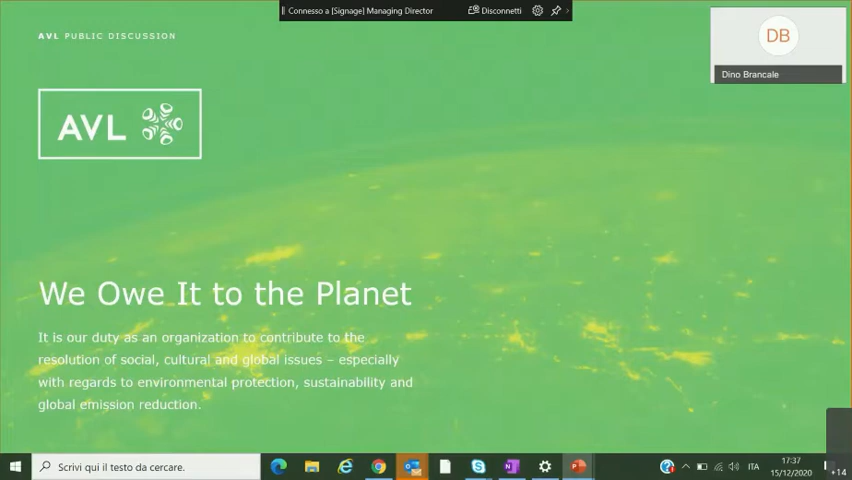 Connesso a [Signage] Managing Director
Disconnetti
AVL PUBLIC DISCUSSION
DB
Dino Brancale
AVL
We Owe It to the Planet
It is our duty as an organization to contribute to the
resolution of social, cultural and global issues – especially
with regards to environmental protection, sustainability and
global emission reduction.
Scrivi qui il testo da cercare.
ITA
17:37
15/12/2020
+14